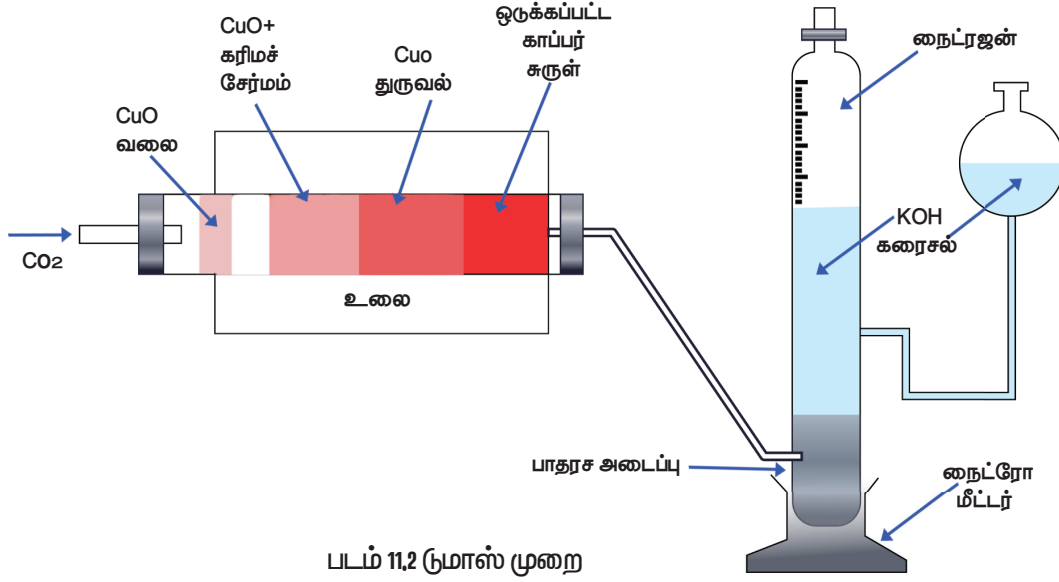 CuO+
கரிமச்
சேர்மம்
Cuo
துருவல்
ஒடுக்கப்பட்ட
காப்பர்
சுருள்
நைட்ரஜன்
CuO
வலை
CO2
உலை
KOH
கரைசல்
பாதரச அடைப்பு
நைட்ரோ
மீட்டர்
படம் 11.2 டுமாஸ் முறை